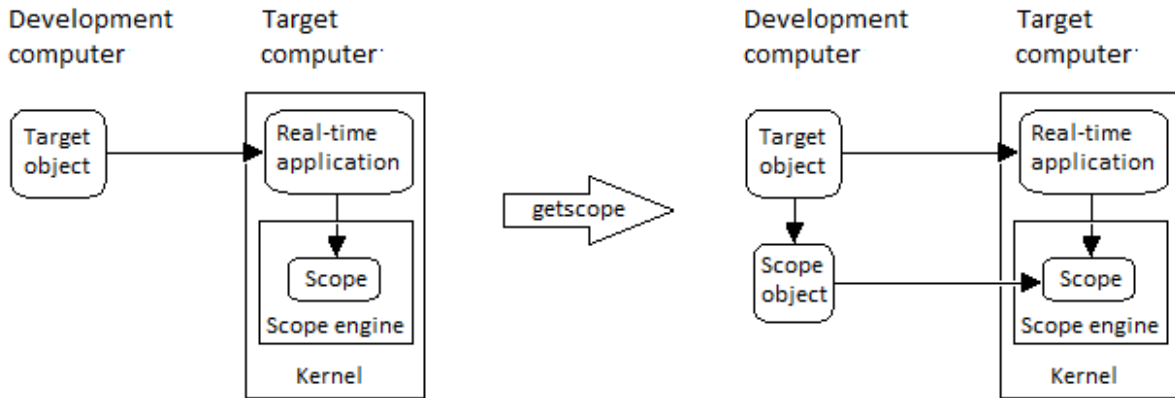 Development
computer
Target
computer
Target
object
Real-time
application
Scope
Scope engine
Kernel
getscope
Development
computer
Target
computer
Target
object
Real-time
application
Scope
object
Scope
Scope engine
Kernel